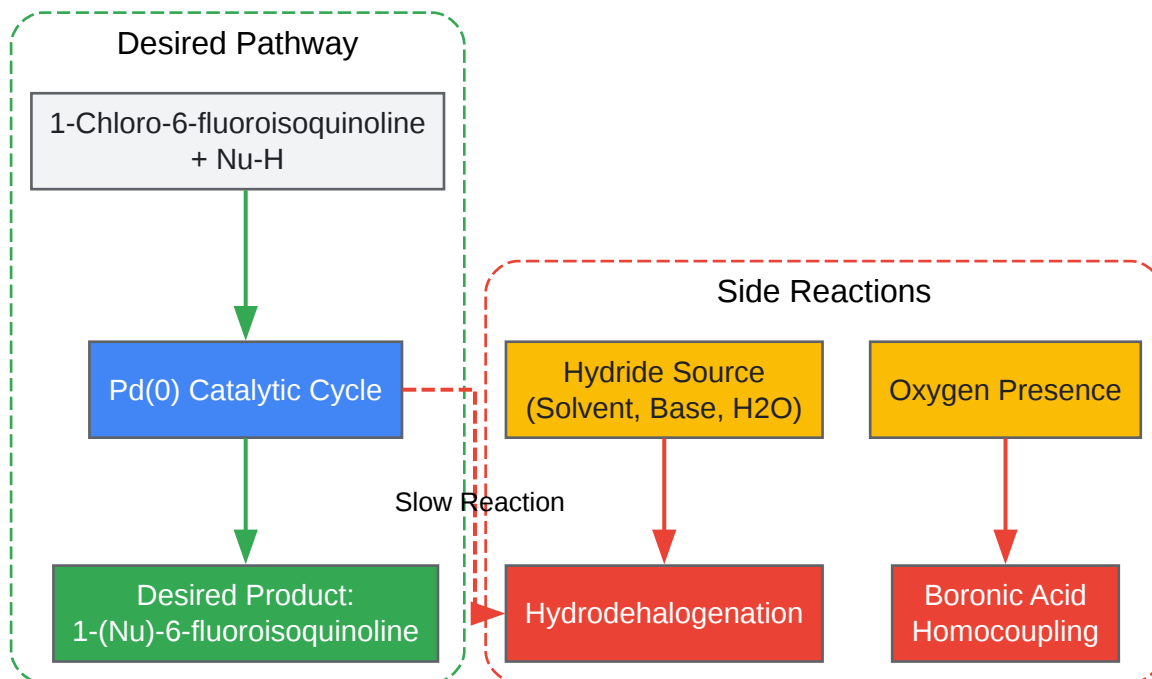 Desired Pathway
1-Chloro-6-fluoroisoquinoline
+ Nu-H
Pd(0) Catalytic Cycle
Slow Reaction
Desired Product:
1-(Nu)-6-fluoroisoquinoline
Side Reactions
Hydride Source
(Solvent, Base, H2O)
Oxygen Presence
Hydrodehalogenation
Boronic Acid
Homocoupling